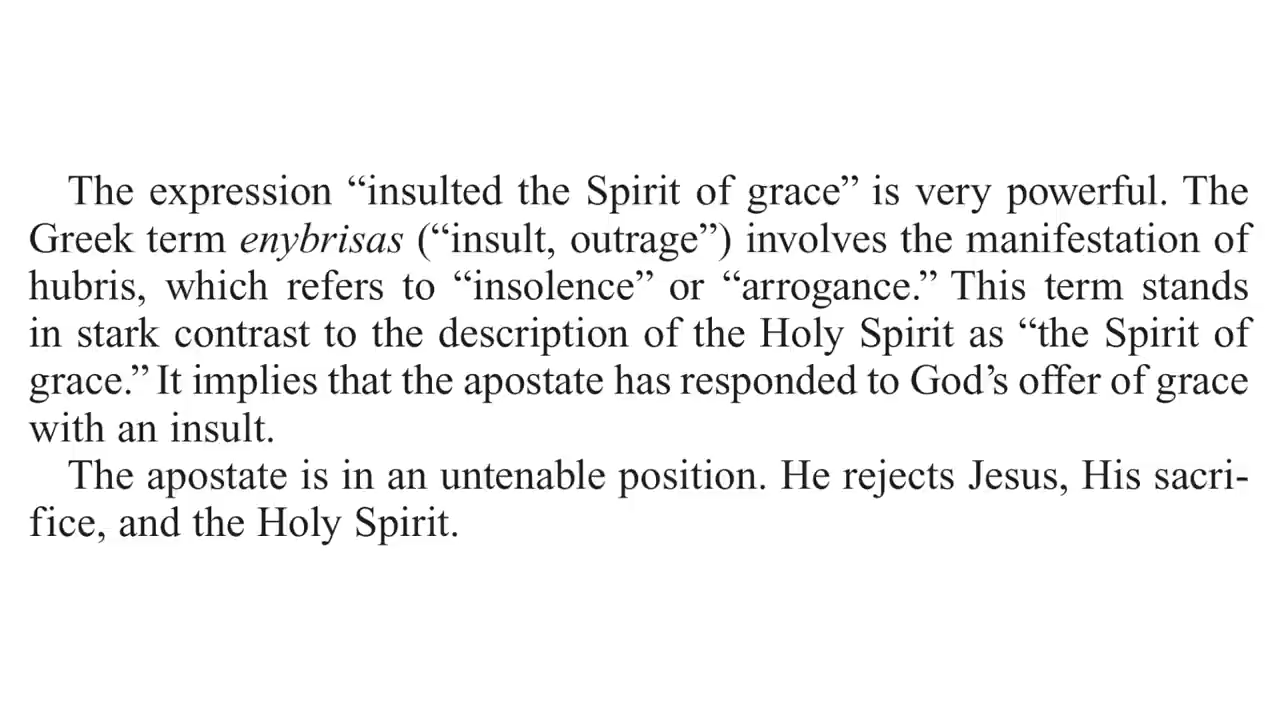 The expression “insulted the Spirit of grace” is very powerful. The
Greek term enybrisas (“insult, outrage”) involves the manifestation of
hubris, which refers to “insolence” or “arrogance.” This term stands
in stark contrast to the description of the Holy Spirit as “the Spirit of
grace.” It implies that the apostate has responded to God’s offer of grace
with an insult.
The apostate is in an untenable position. He rejects Jesus, His sacri-
fice, and the Holy Spirit.